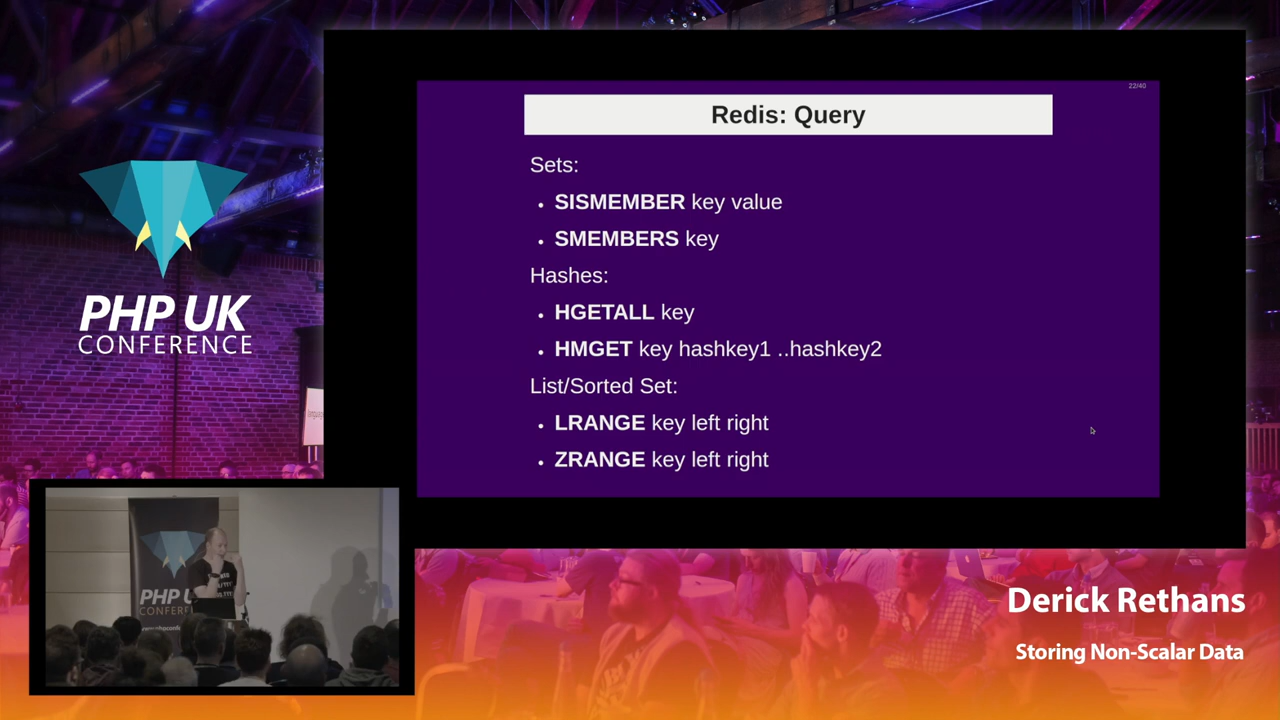 22/40
Redis: Query
Sets:
• SISMEMBER key value
• SMEMBERS key
Hashes:
• HGETALL key
• HMGET key hashkey1 ..hashkey2
List/Sorted Set:
• LRANGE key left right
• ZRANGE key left right
PHP UK
CONFERENCE
PHP
Derick Rethans
Storing Non-Scalar Data